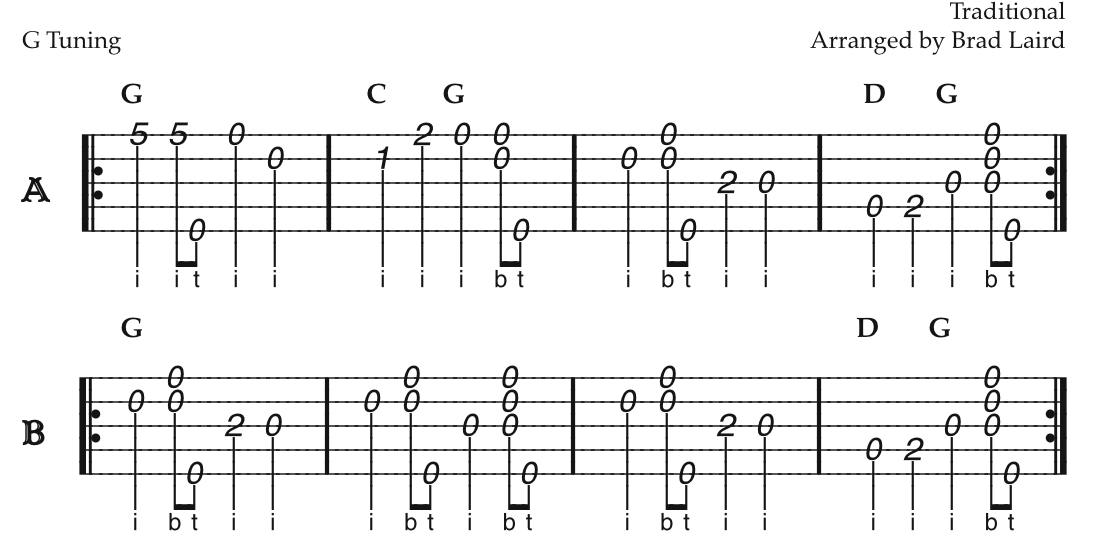 Traditional
G Tuning
Arranged by Brad Laird
G C G D G
5 5 0 2 0 0 0 0
0 1 0 0 0 0
2 0 0 0
0 2
0 0 0 0
A
i i t i i i i i b t i b t i i i i i b t
G D G
0 0 0 0 0
0 0 0 0 0 0 0 0
2 0 0 0 2 0 0 0
0 2
0 0 0 0 0
B
i b t i i i b t i b t i b t i i i i i b t